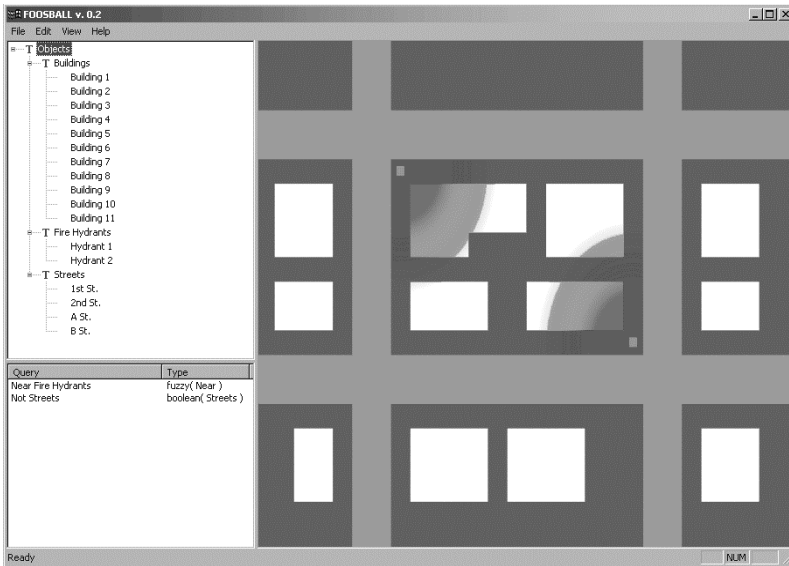 FOOSBALL v. 0.2
File Edit View Help
T Objects
T Buildings
Building 1
Building 2
Building 3
Building 4
Building 5
Building 6
Building 7
Building 8
Building 9
Building 10
Building 11
T Fire Hydrants
Hydrant 1
Hydrant 2
T Streets
1st St.
2nd St.
A St.
B St.
Query Type
Near Fire Hydrants fuzzy( Near )
Not Streets boolean( Streets )
Ready NUM